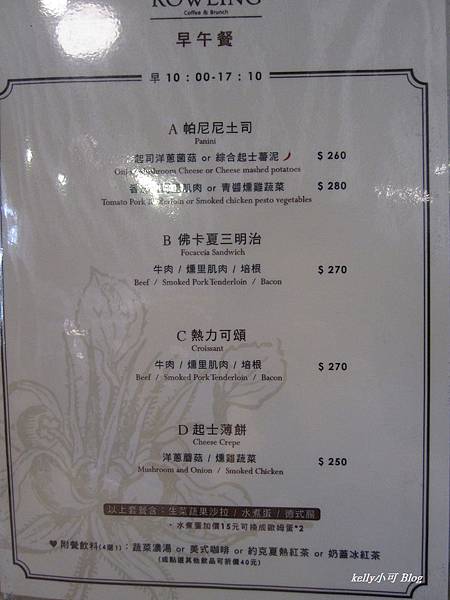 ROWLING
Coffee & Brunch
早午餐
早 10：00-17：10
A 帕尼尼土司
Panini
起司洋蔥菌菇 or 綜合起士薯泥 $ 260
Mushroom Cheese or Cheese mashed potatoes
肌肉 or 青醬燻雞蔬菜 $ 280
Tomato Pork or Smoked chicken pesto vegetables
B 佛卡夏三明治
Focaccia Sandwich
牛肉 / 燻里肌肉 / 培根 $ 270
Beef / Smoked Pork Tenderloin / Bacon
C 熱力可頌
Croissant
牛肉 / 燻里肌肉 / 培根 $ 270
Beef / Smoked Pork Tenderloin / Bacon
D 起士薄餅
Cheese Crepe
洋蔥蘑菇 / 燻雞蔬菜 $ 250
Mushroom and Onion / Smoked Chicken
以上套餐含：生菜蔬果沙拉 / 水煮蛋 / 德式腸
· 水煮蛋加價15元可換成歐姆蛋*2
♥ 附餐飲料(4選1)：蔬菜濃湯 or 美式咖啡 or 約克夏熱紅茶 or 奶蓋冰紅茶
(或點選其他飲品可折價40元)
kelly小可 Blog